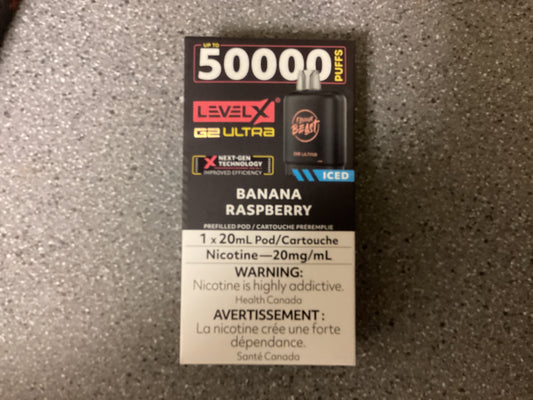 UP TO
50000
PUFFS
LEVEL X
G2 ULTRA
FLAVOUR
BEAST
G2 ULTRA
X NEXT-GEN
TECHNOLOGY
IMPROVED EFFICIENCY
ICED
BANANA
RASPBERRY
PREFILLED POD / CARTOUCHE PRÉREMPLIE
1 x 20mL Pod/Cartouche
Nicotine—20mg/mL
WARNING:
Nicotine is highly addictive.
Health Canada
AVERTISSEMENT :
La nicotine crée une forte
dépendance.
Santé Canada